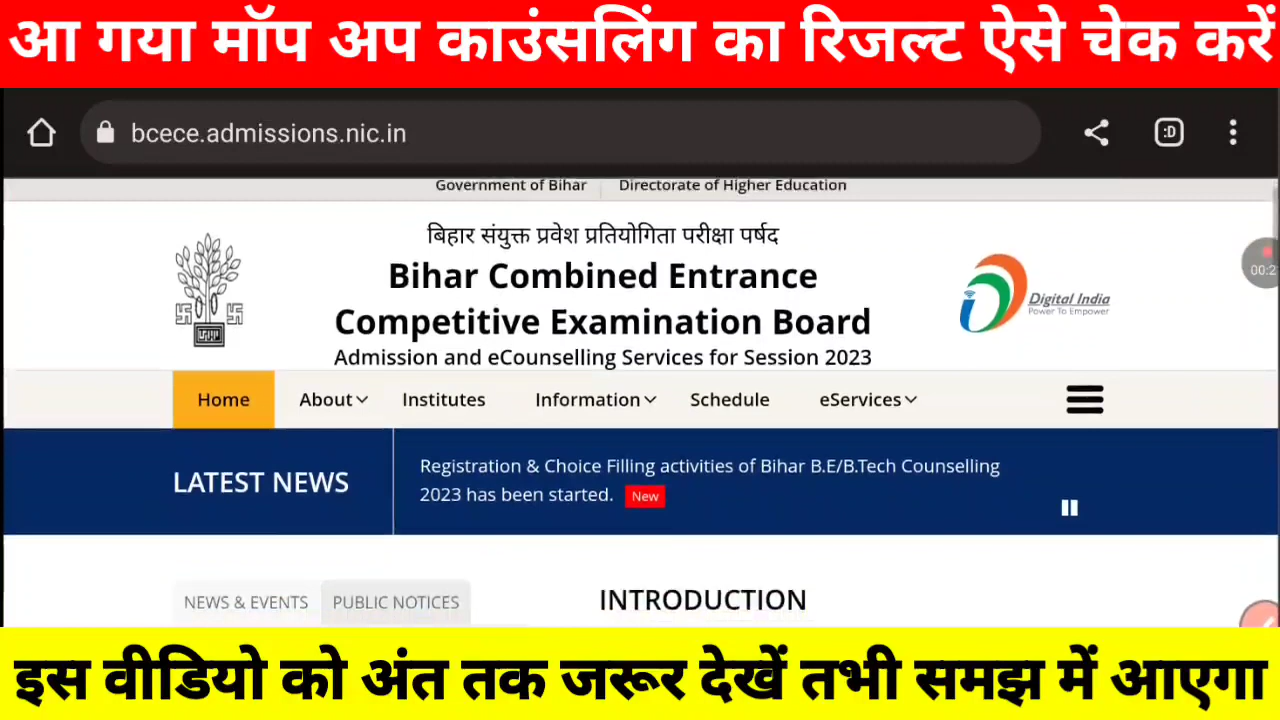 आ गया मॉप अप काउंसलिंग का रिजल्ट ऐसे चेक करें
bcece.admissions.nic.in
:D
Government of Bihar Directorate of Higher Education
बिहार संयुक्त प्रवेश प्रतियोगिता परीक्षा पर्षद
Bihar Combined Entrance
Competitive Examination Board
Admission and eCounselling Services for Session 2023
Digital India
Power To Empower
00:2
Home About Institutes Information Schedule eServices
LATEST NEWS
Registration & Choice Filling activities of Bihar B.E/B.Tech Counselling
2023 has been started. New
NEWS & EVENTS PUBLIC NOTICES
INTRODUCTION
इस वीडियो को अंत तक जरूर देखें तभी समझ में आएगा